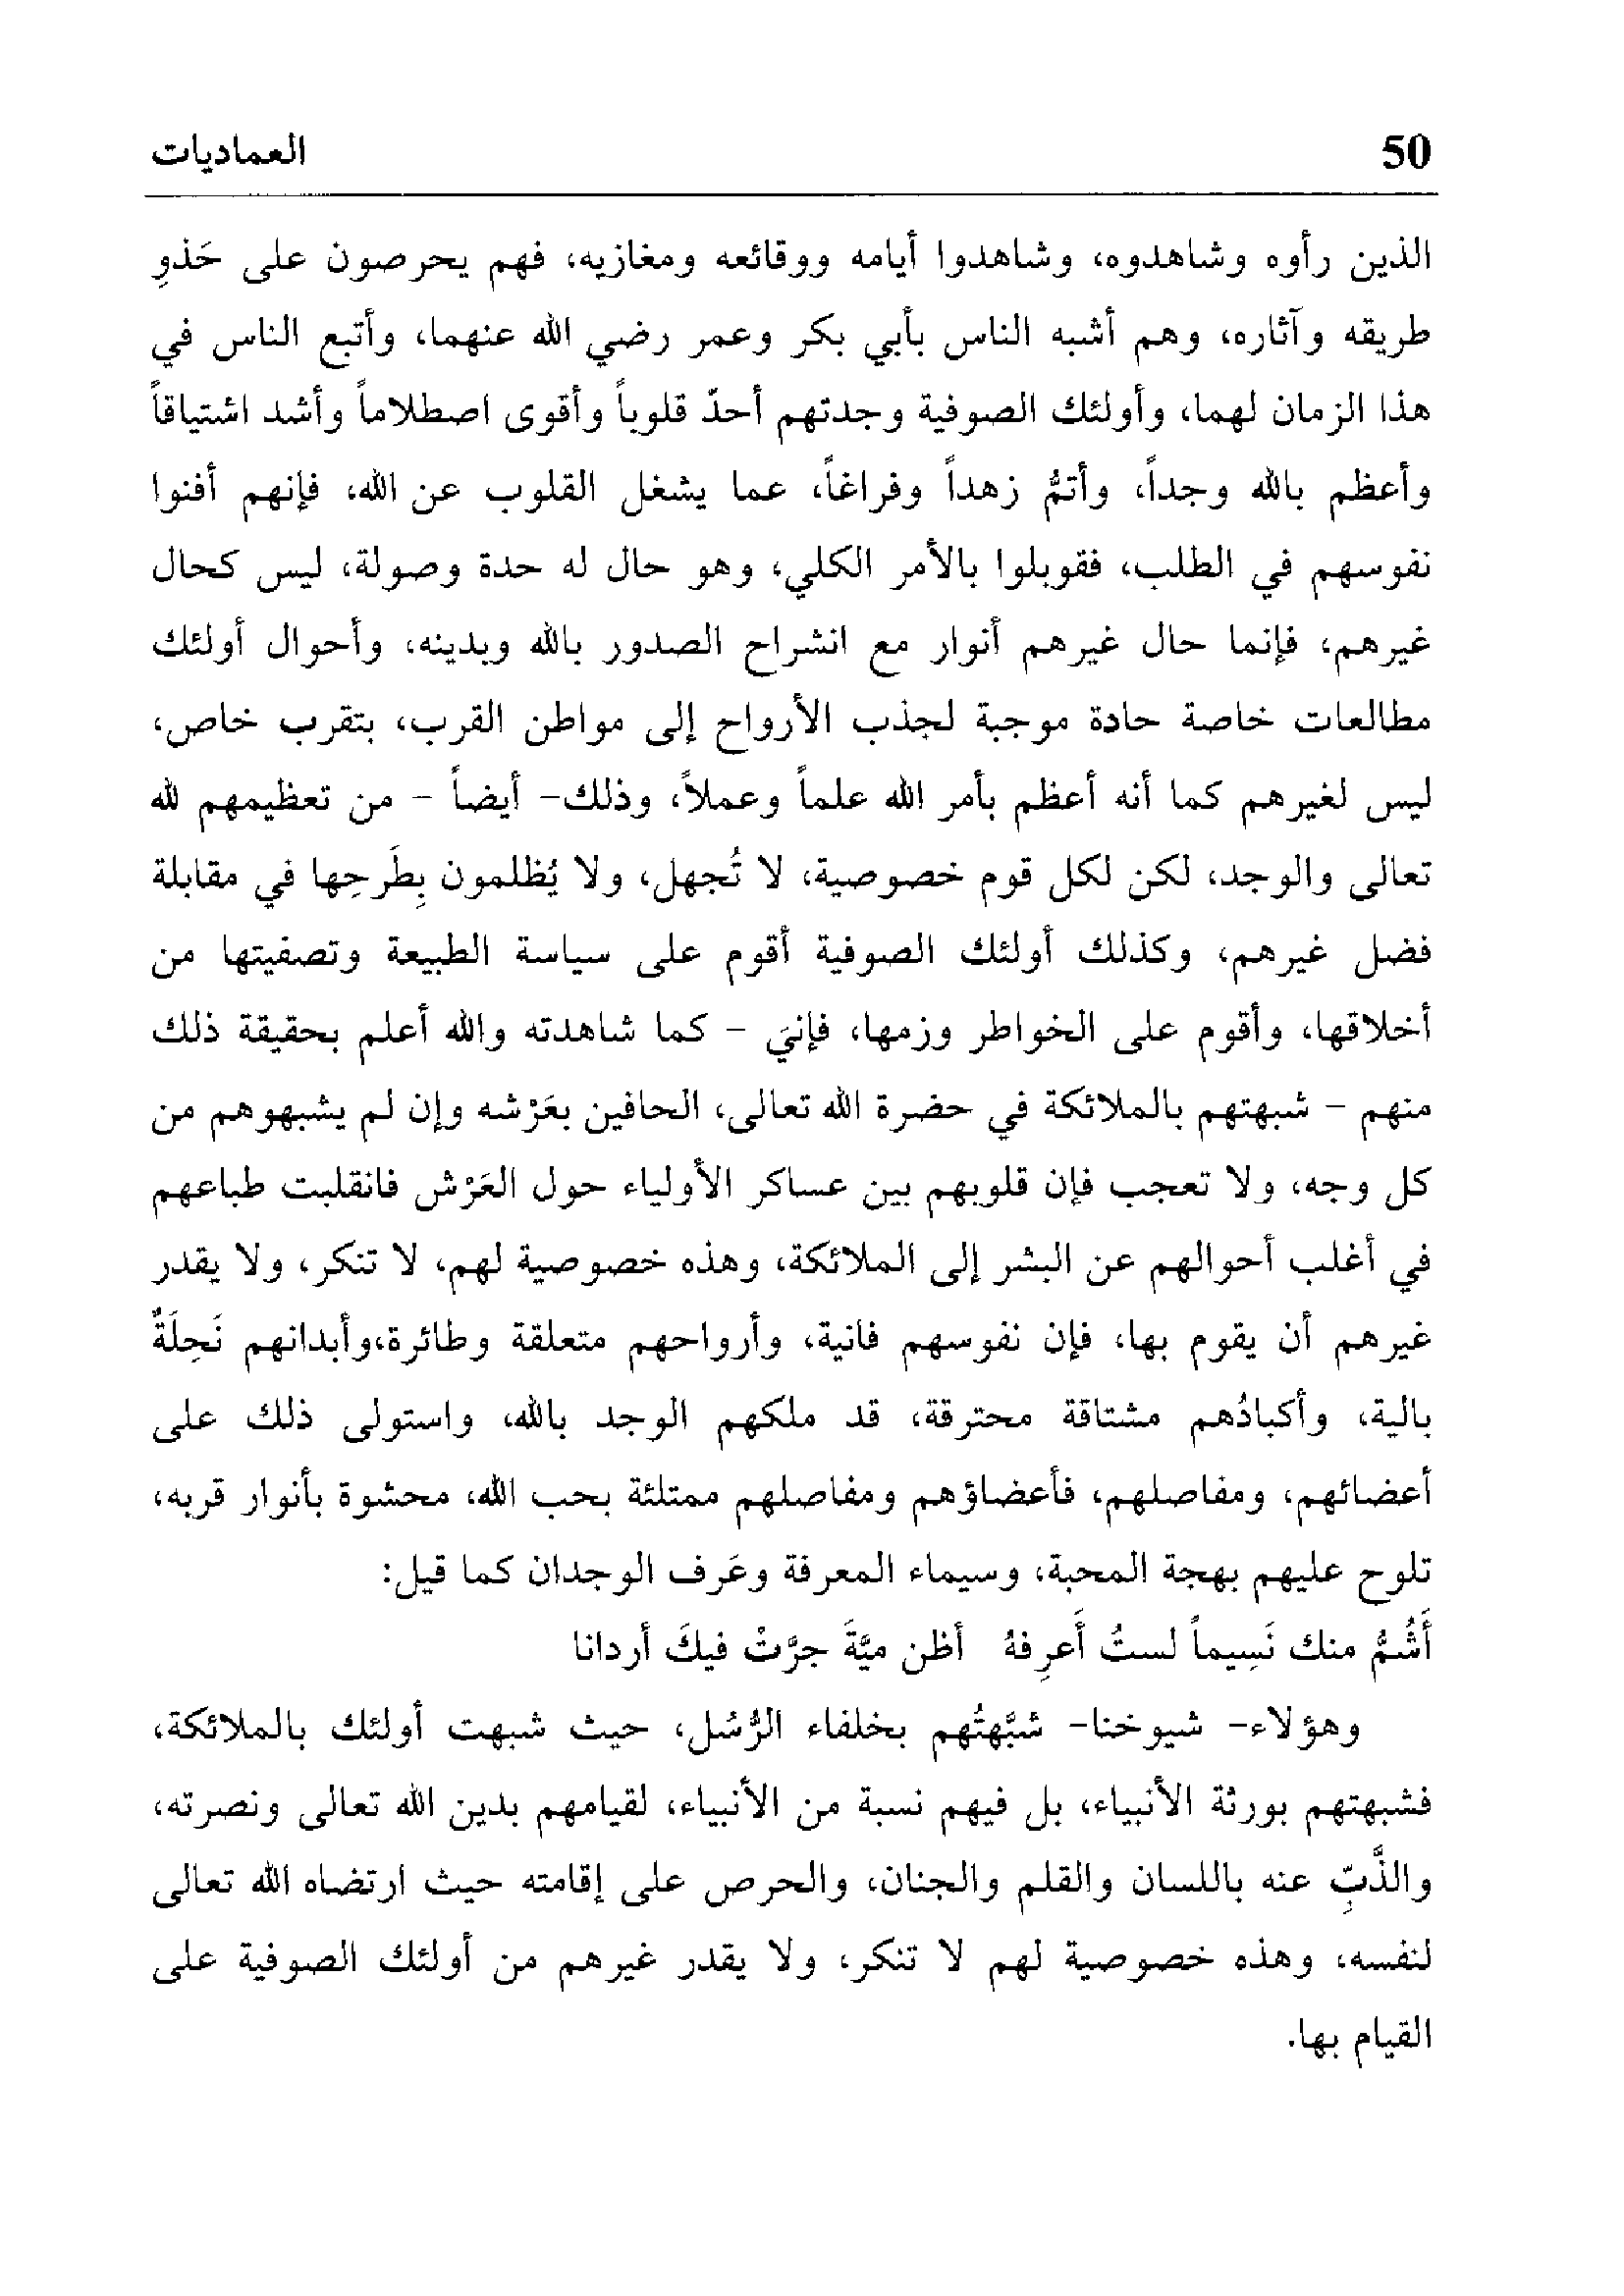 50
العماديات
الذين رأوه وشاهدوه، وشاهدوا أيامه ووقائعه ومغازيه، فهم يحرصون على حَذوِ
طريقه وآثاره، وهم أشبه الناس بأبي بكر وعمر رضي الله عنهما، وأتبع الناس في
هذا الزمان لهما، وأولئك الصوفية وجدتهم أحدّ قلوباً وأقوى اصطلاماً وأشد اشتياقاً
وأعظم بالله وجداً، وأتمُّ زهداً وفراغاً، عما يشغل القلوب عن الله، فإنهم أفنوا
نفوسهم في الطلب، فقوبلوا بالأمر الكلي، وهو حال له حدة وصولة، ليس كحال
غيرهم، فإنما حال غيرهم أنوار مع انشراح الصدور بالله وبدينه، وأحوال أولئك
مطالعات خاصة حادة موجبة لجذب الأرواح إلى مواطن القرب، بتقرب خاص،
ليس لغيرهم كما أنه أعظم بأمر الله علماً وعملاً، وذلك- أيضاً - من تعظيمهم لله
تعالى والوجد، لكن لكل قوم خصوصية، لا تُجهل، ولا يُظلمون بِطَرحِها في مقابلة
فضل غيرهم، وكذلك أولئك الصوفية أقوم على سياسة الطبيعة وتصفيتها من
أخلاقها، وأقوم على الخواطر وزمها، فإنيَ - كما شاهدته والله أعلم بحقيقة ذلك
منهم - شبهتهم بالملائكة في حضرة الله تعالى، الحافين بعَرْشه وإن لم يشبهوهم من
كل وجه، ولا تعجب فإن قلوبهم بين عساكر الأولياء حول العَرْش فانقلبت طباعهم
في أغلب أحوالهم عن البشر إلى الملائكة، وهذه خصوصية لهم، لا تنكر، ولا يقدر
غيرهم أن يقوم بها، فإن نفوسهم فانية، وأرواحهم متعلقة وطائرة،وأبدانهم نَحِلَةٌ
بالية، وأكبادُهم مشتاقة محترقة، قد ملكهم الوجد بالله، واستولى ذلك على
أعضائهم، ومفاصلهم، فأعضاؤهم ومفاصلهم ممتلئة بحب الله، محشوة بأنوار قربه،
تلوح عليهم بهجة المحبة، وسيماء المعرفة وعَرف الوجدان كما قيل:
أَشُمُّ منك نَسِيماً لستُ أَعرِفهُ أظن ميَّةَ جرَّتْ فيكَ أردانا
وهؤلاء- شيوخنا- شبَّهتُهم بخلفاء الرُّسُل، حيث شبهت أولئك بالملائكة،
فشبهتهم بورثة الأنبياء، بل فيهم نسبة من الأنبياء، لقيامهم بدين الله تعالى ونصرته،
والذَّبِّ عنه باللسان والقلم والجنان، والحرص على إقامته حيث ارتضاه الله تعالى
لنفسه، وهذه خصوصية لهم لا تنكر، ولا يقدر غيرهم من أولئك الصوفية على
القيام بها.